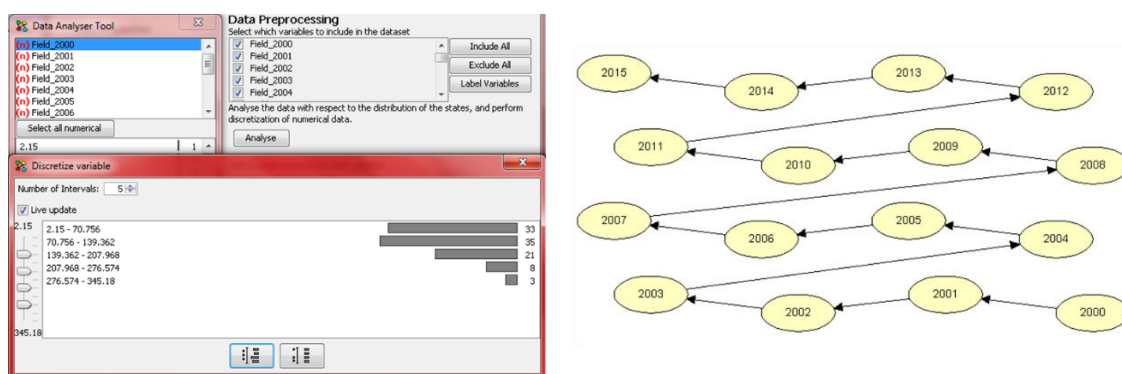 Data Analyser Tool
(n) Field_2000
(n) Field_2001
(n) Field_2002
(n) Field_2003
(n) Field_2004
(n) Field_2005
(n) Field_2006
Select all numerical
2.15 1
Data Preprocessing
Select which variables to include in the dataset
Field_2000
Field_2001
Field_2002
Field_2003
Field_2004
Include All
Exclude All
Label Variables
Analyse the data with respect to the distribution of the states, and perform
discretization of numerical data.
Analyse
Discretize variable
Number of Intervals: 5
Live update
2.15
2.15 - 70.756 33
70.756 - 139.362 35
139.362 - 207.968 21
207.968 - 276.574 8
276.574 - 345.18 3
345.18
2015
2014
2013
2012
2011
2010
2009
2008
2007
2006
2005
2004
2003
2002
2001
2000